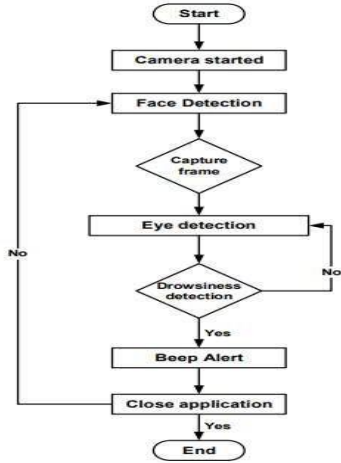 Start
Camera started
Face Detection
Capture
frame
Eye detection
No
No
Drowsiness
detection
Yes
Beep Alert
Close application
Yes
End